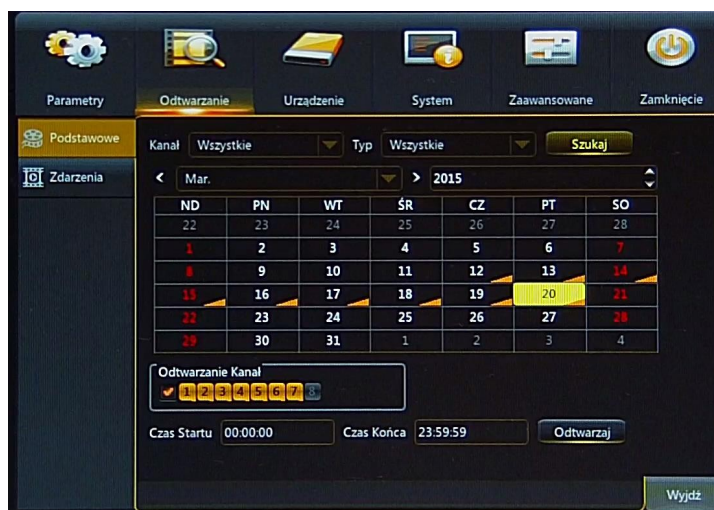 Parametry Odtwarzanie Urządzenie System Zaawansowane Zamknięcie
Podstawowe
Zdarzenia
Kanał Wszystkie Typ Wszystkie Szukaj
< Mar. > 2015
ND PN WT ŚR CZ PT SO
22 23 24 25 26 27 28
1 2 3 4 5 6 7
8 9 10 11 12 13 14
15 16 17 18 19 20 21
22 23 24 25 26 27 28
29 30 31 1 2 3 4
Odtwarzanie Kanał
1 2 3 4 5 6 7 8
Czas Startu 00:00:00 Czas Końca 23:59:59 Odtwarzaj
Wyjdź